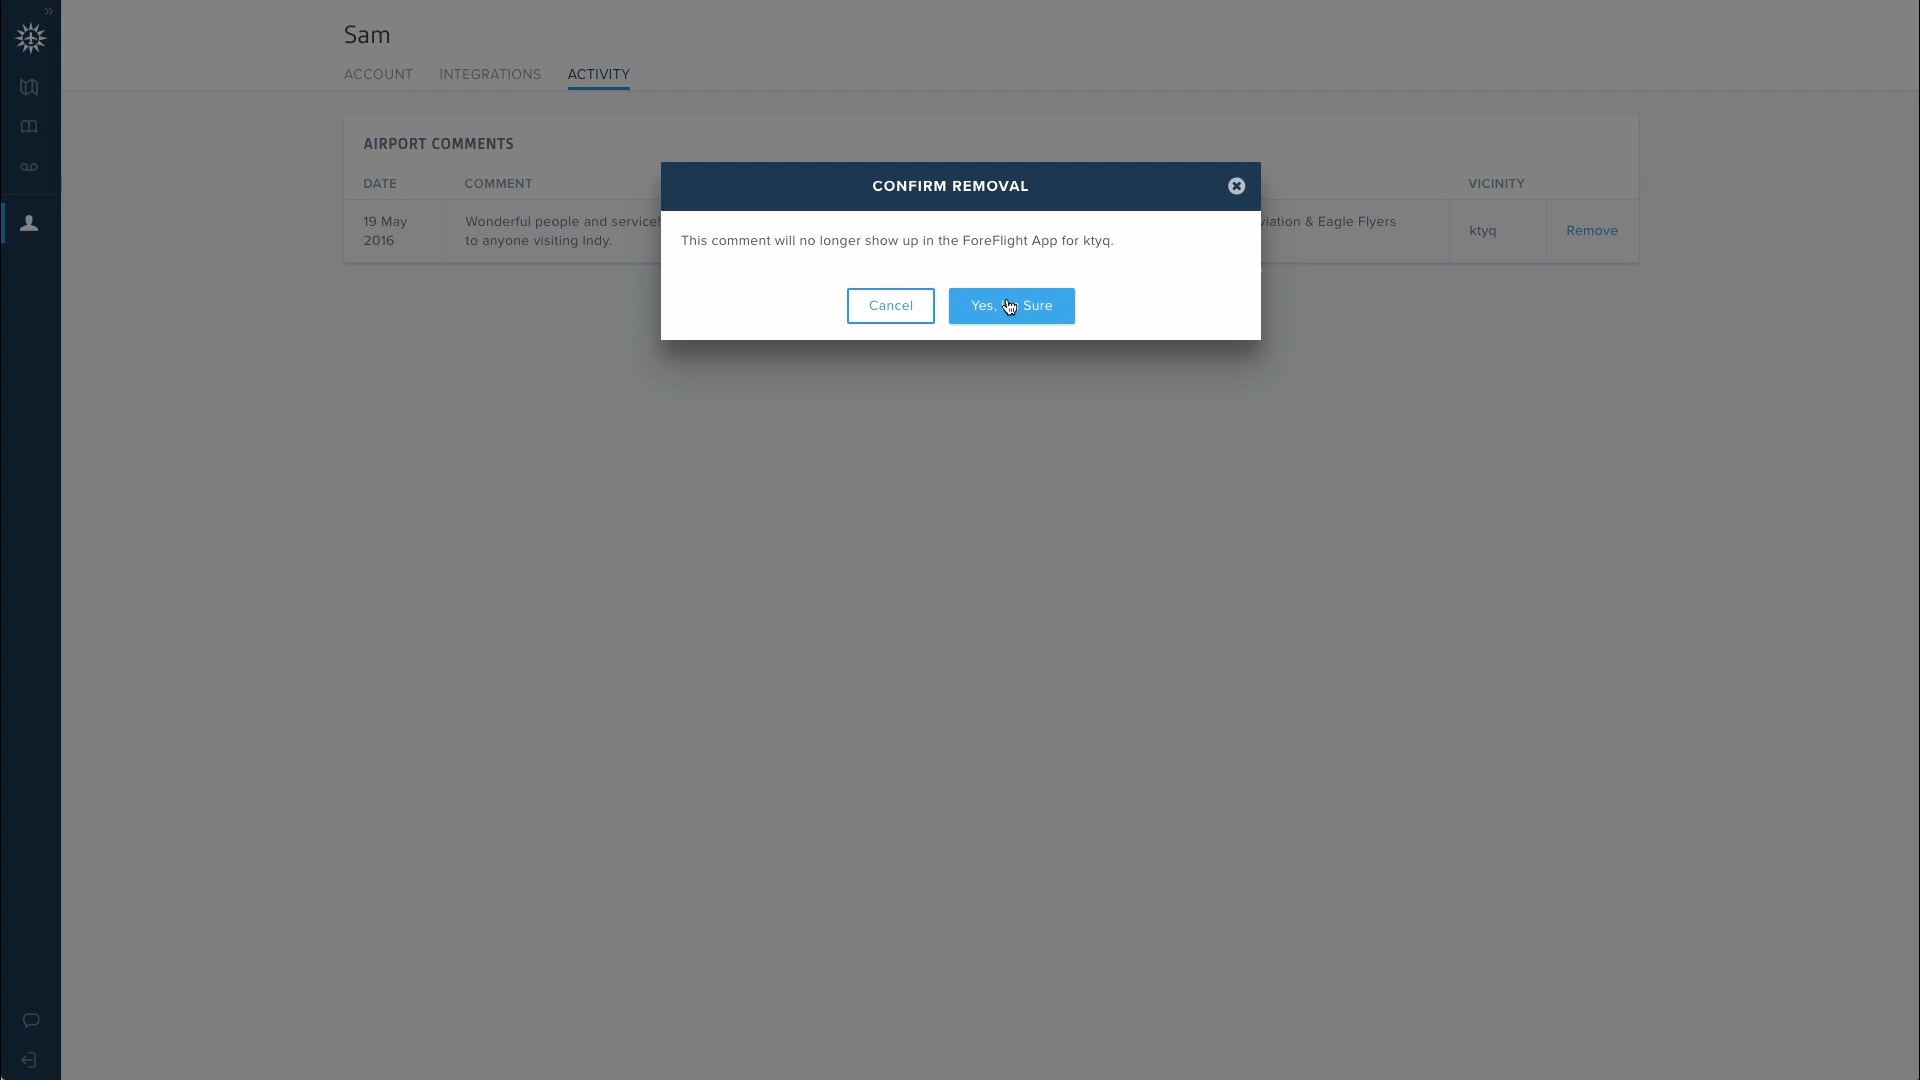 Sam
ACCOUNT INTEGRATIONS ACTIVITY
AIRPORT COMMENTS
DATE COMMENT VICINITY
CONFIRM REMOVAL
19 May
2016
Wonderful people and service!
to anyone visiting Indy.
& Eagle Flyers
ktyq
Remove
This comment will no longer show up in the ForeFlight App for ktyq.
Cancel
Yes, Sure